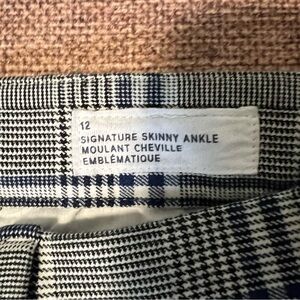 12
SIGNATURE SKINNY ANKLE
MOULANT CHEVILLE
EMBLÉMATIQUE